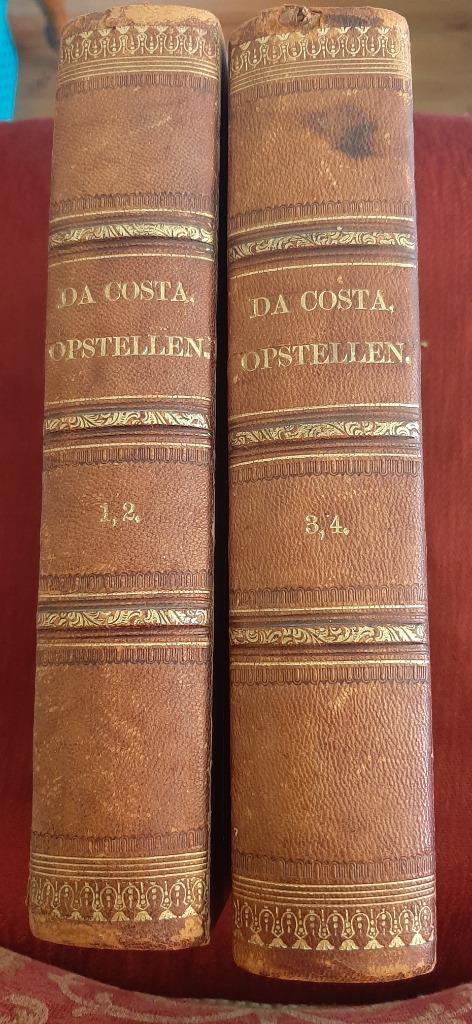 DA COSTA,
OPSTELLEN.
1, 2.
DA COSTA,
OPSTELLEN.
3, 4.